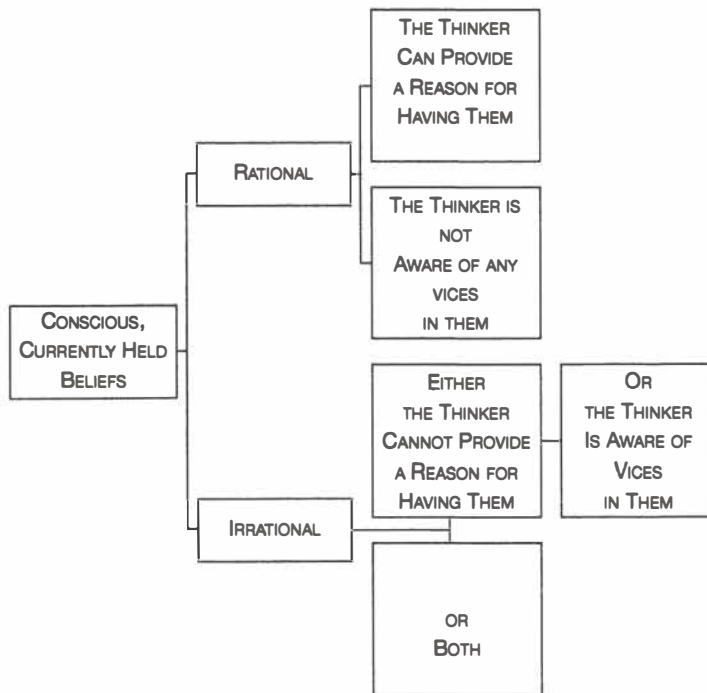 THE THINKER
CAN PROVIDE
A REASON FOR
HAVING THEM
RATIONAL
THE THINKER IS
NOT
AWARE OF ANY
VICES
IN THEM
CONSCIOUS,
CURRENTLY HELD
BELIEFS
EITHER
THE THINKER
CANNOT PROVIDE
A REASON FOR
HAVING THEM
OR
THE THINKER
IS AWARE OF
VICES
IN THEM
IRRATIONAL
OR
BOTH